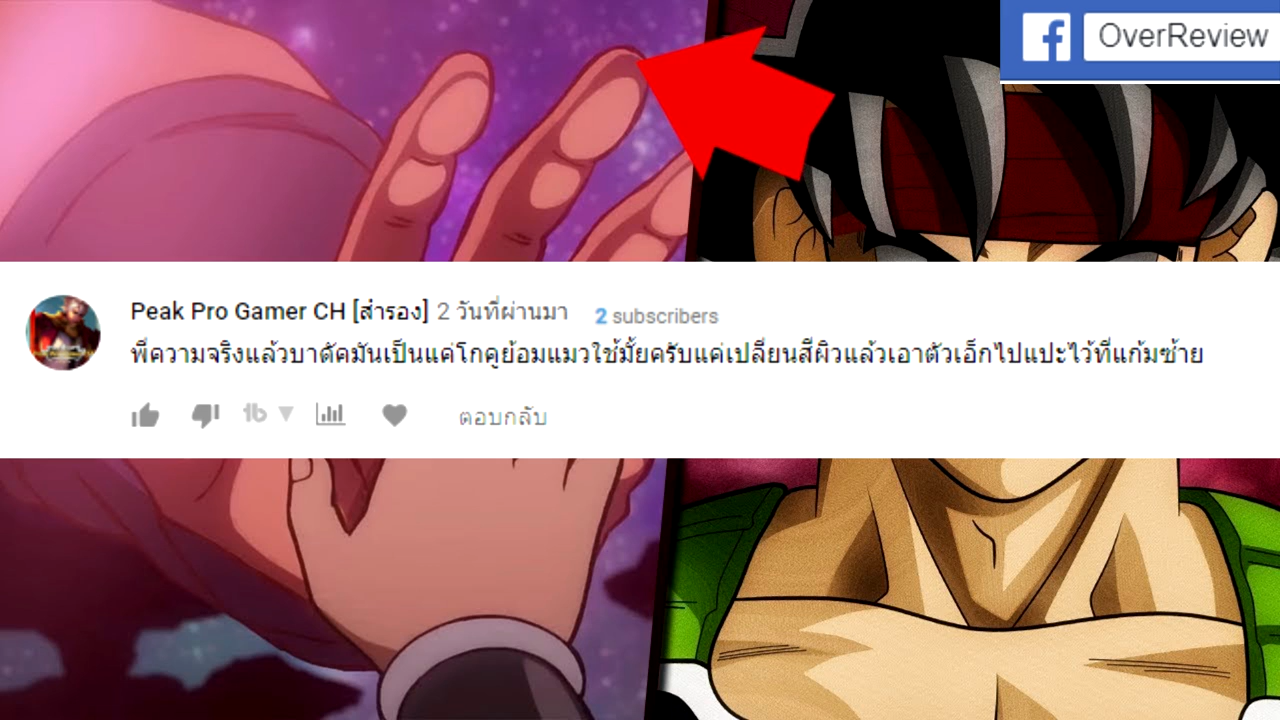 OverReview
Peak Pro Gamer CH [สำรอง] 2 วันที่ผ่านมา 2 subscribers
พี่ความจริงแล้วบาดัคมันเป็นแค่โกคูย้อมแมวใช้มั้ยครับแค่เปลี่ยนสีผิวแล้วเอาตัวเอ็กไปแปะไว้ที่แก้มซ้าย
ตอบกลับ